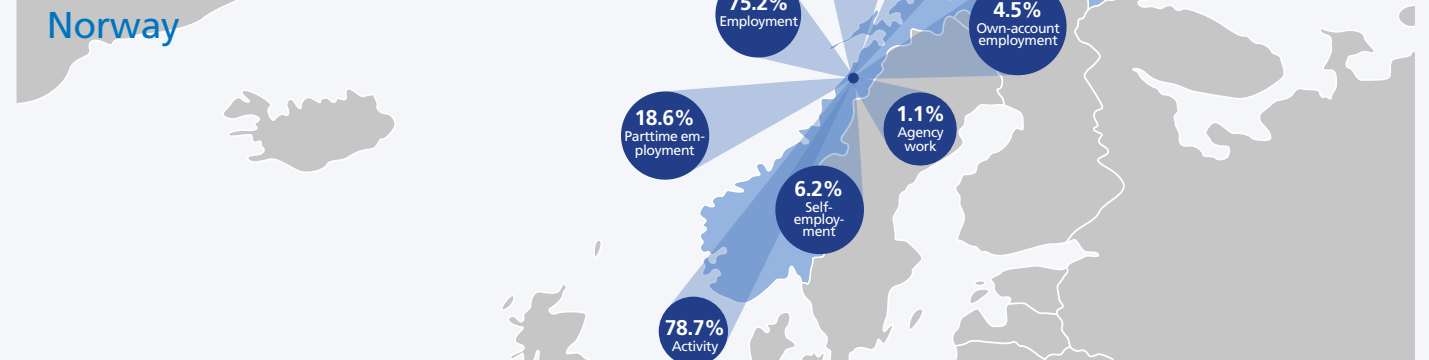 Norway
75.2%
Employment
4.5%
Own-account
employment
18.6%
Parttime em-
ployment
1.1%
Agency
work
6.2%
Self-
employ-
ment
78.7%
Activity